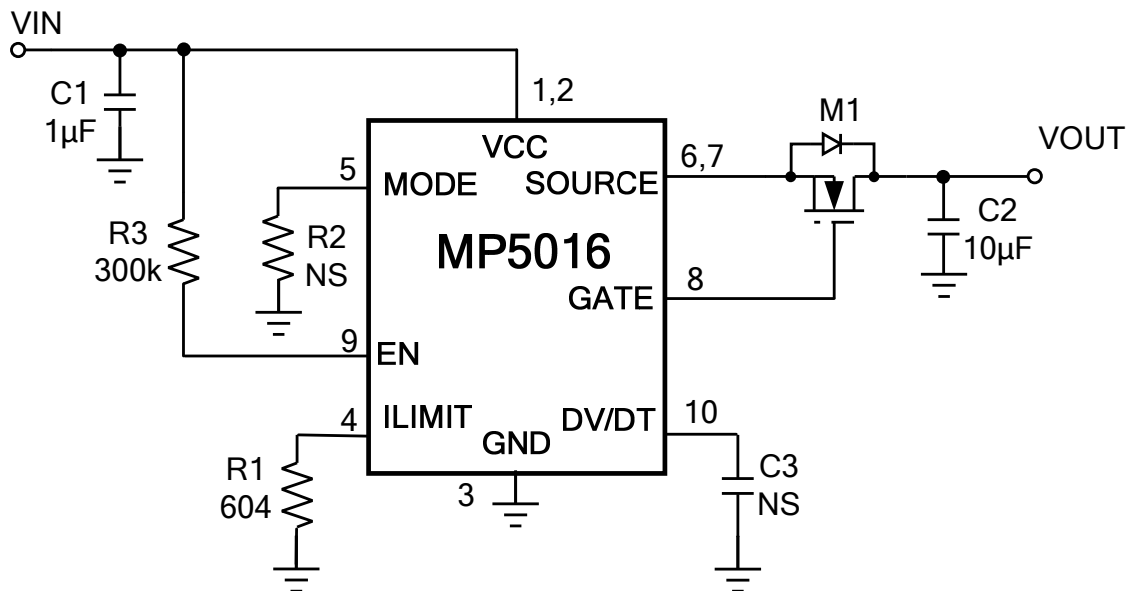 VIN
C1
1µF
1,2
VCC
M1
VOUT
5
MODE
SOURCE
6,7
R3
300k
R2
NS
MP5016
C2
10µF
GATE
8
9
EN
4
ILIMIT
GND
DV/DT
10
R1
604
3
C3
NS